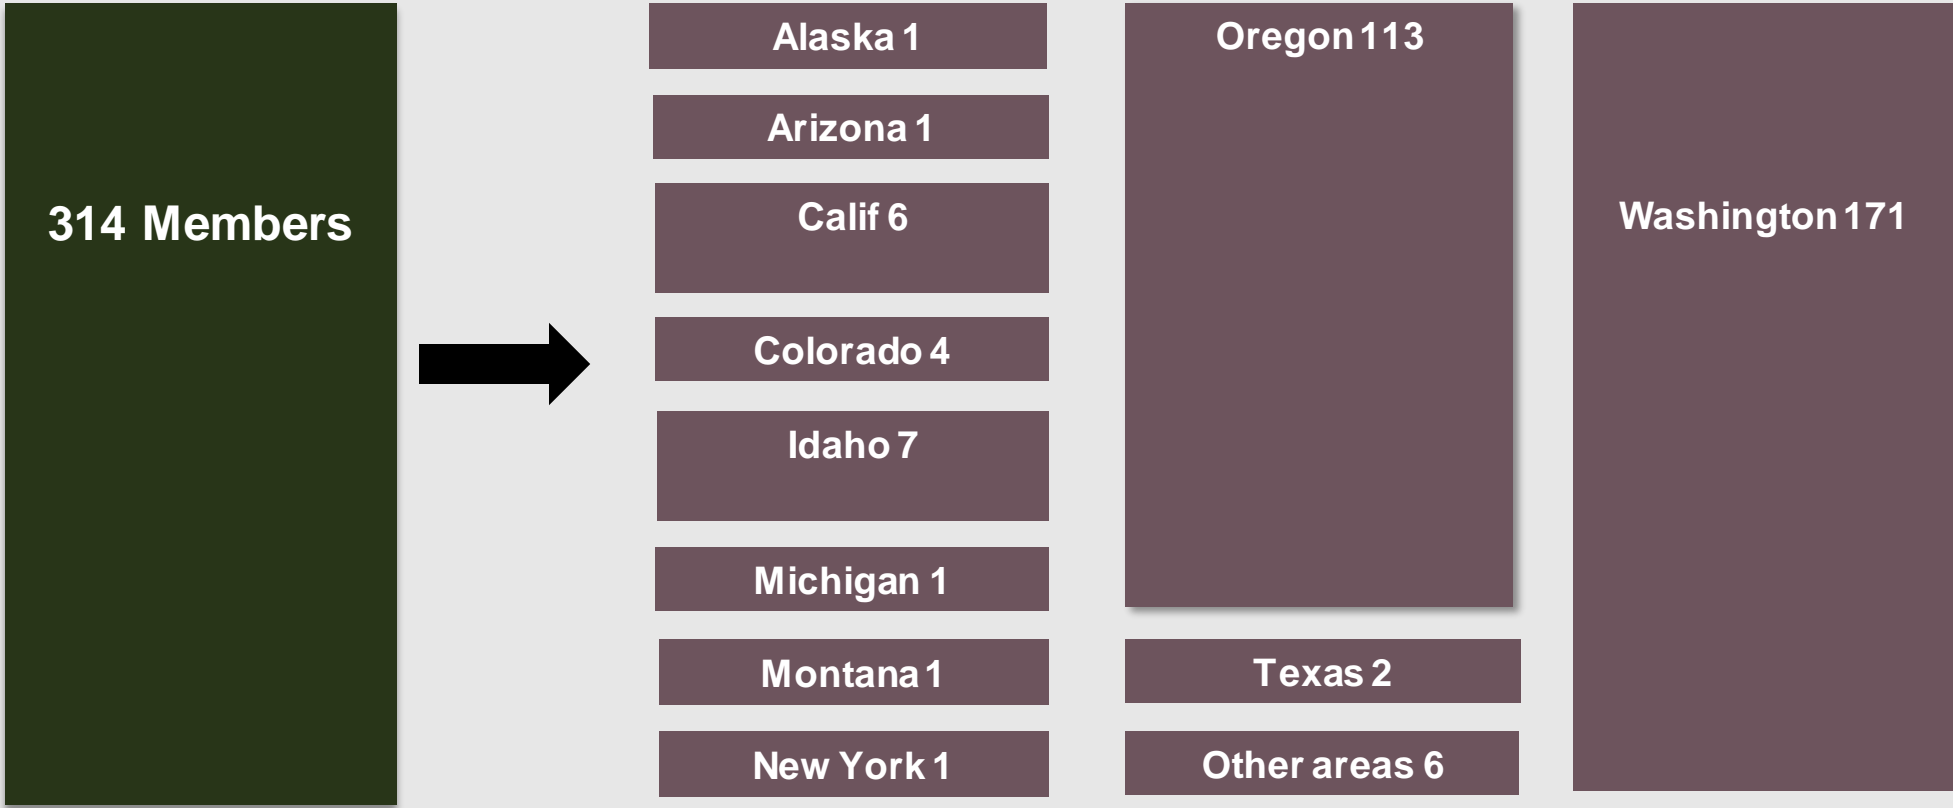 314 Members
Alaska 1
Arizona 1
Calif 6
Colorado 4
Idaho 7
Michigan 1
Montana 1
New York 1
Oregon 113
Texas 2
Other areas 6
Washington 171